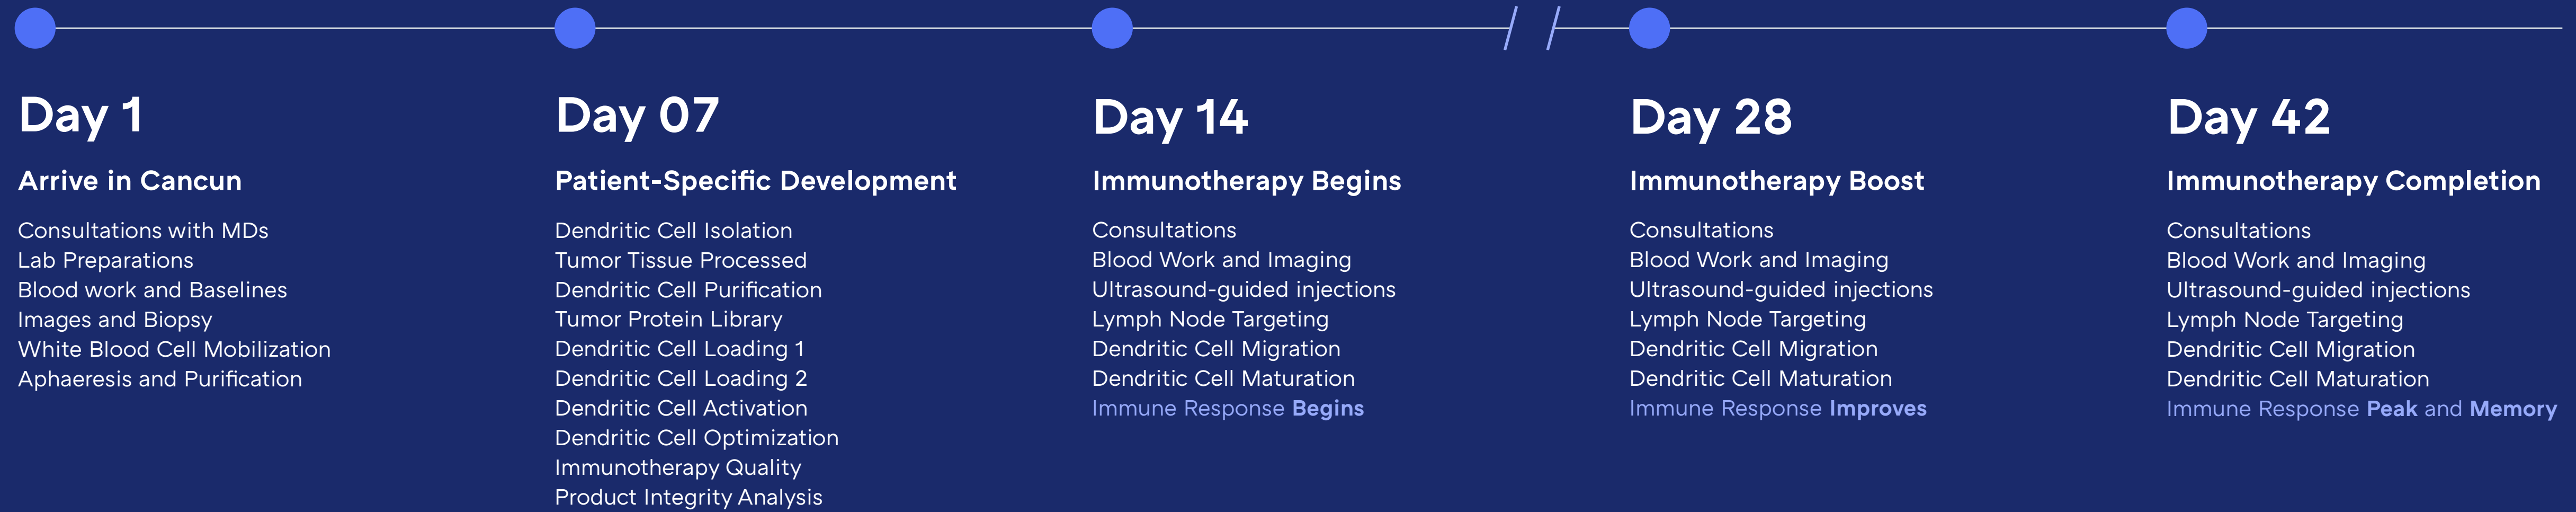 Day 1
Arrive in Cancun
Consultations with MDs
Lab Preparations
Blood work and Baselines
Images and Biopsy
White Blood Cell Mobilization
Aphaeresis and Purification
Day 07
Patient-Specific Development
Dendritic Cell Isolation
Tumor Tissue Processed
Dendritic Cell Purification
Tumor Protein Library
Dendritic Cell Loading 1
Dendritic Cell Loading 2
Dendritic Cell Activation
Dendritic Cell Optimization
Immunotherapy Quality
Product Integrity Analysis
Day 14
Immunotherapy Begins
Consultations
Blood Work and Imaging
Ultrasound-guided injections
Lymph Node Targeting
Dendritic Cell Migration
Dendritic Cell Maturation
Immune Response Begins
Day 28
Immunotherapy Boost
Consultations
Blood Work and Imaging
Ultrasound-guided injections
Lymph Node Targeting
Dendritic Cell Migration
Dendritic Cell Maturation
Immune Response Improves
Day 42
Immunotherapy Completion
Consultations
Blood Work and Imaging
Ultrasound-guided injections
Lymph Node Targeting
Dendritic Cell Migration
Dendritic Cell Maturation
Immune Response Peak and Memory